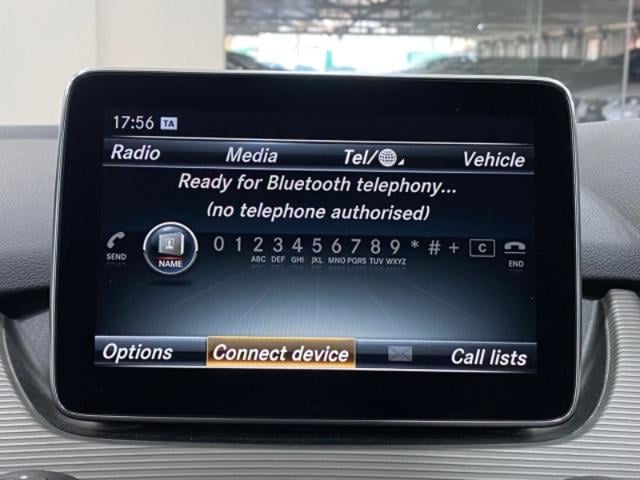 17:56 TA
Radio Media Tel/ Vehicle
Ready for Bluetooth telephony...
(no telephone authorised)
0 1 2 3 4 5 6 7 8 9 * # + C
ABC DEF GHI JKL MNO PQRS TUV WXYZ
SEND NAME END
Options Connect device Call lists